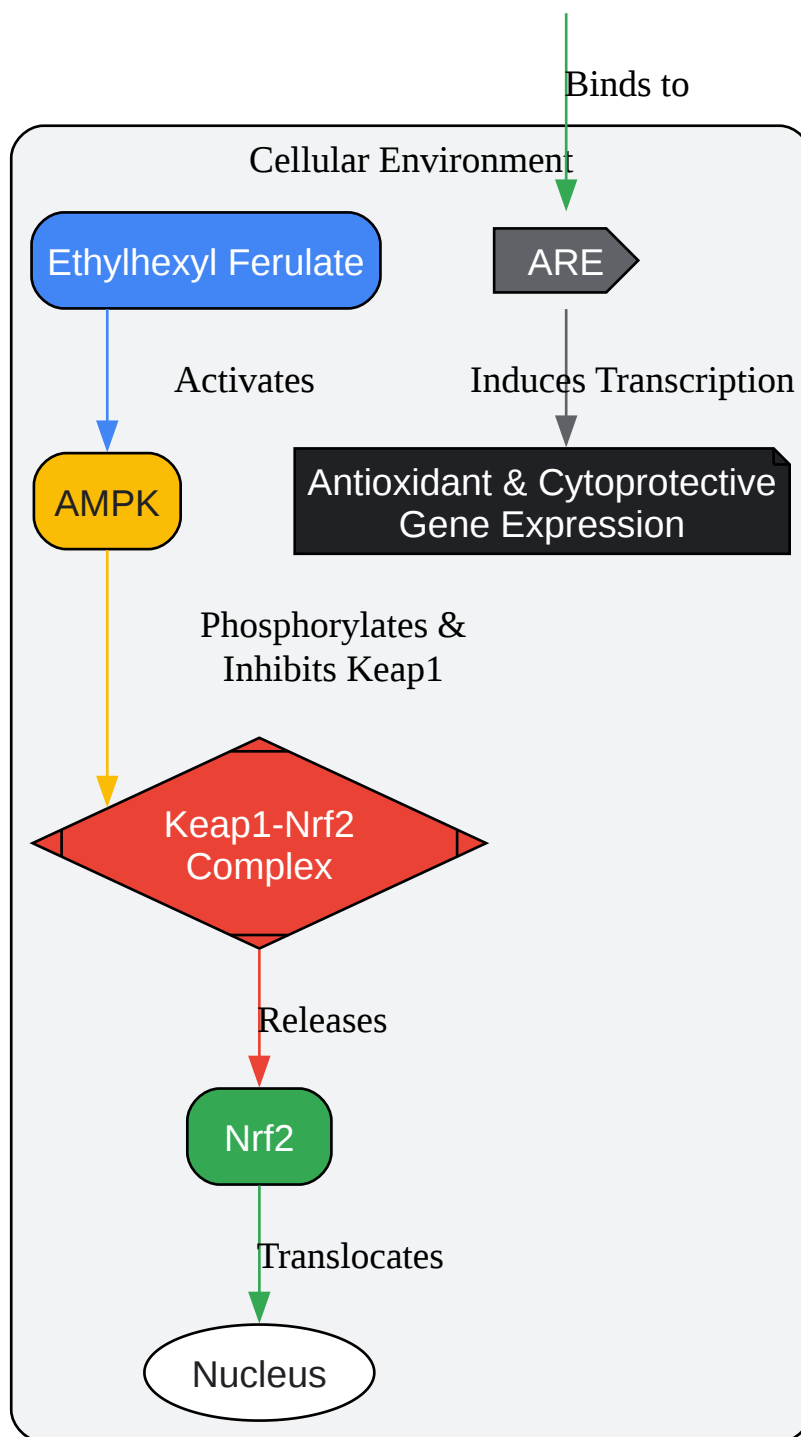 Binds to
Cellular Environment
Ethylhexyl Ferulate
ARE
Activates
Induces Transcription
AMPK
Antioxidant & Cytoprotective
Gene Expression
Phosphorylates &
Inhibits Keap1
Keap1-Nrf2
Complex
Releases
Nrf2
Translocates
Nucleus